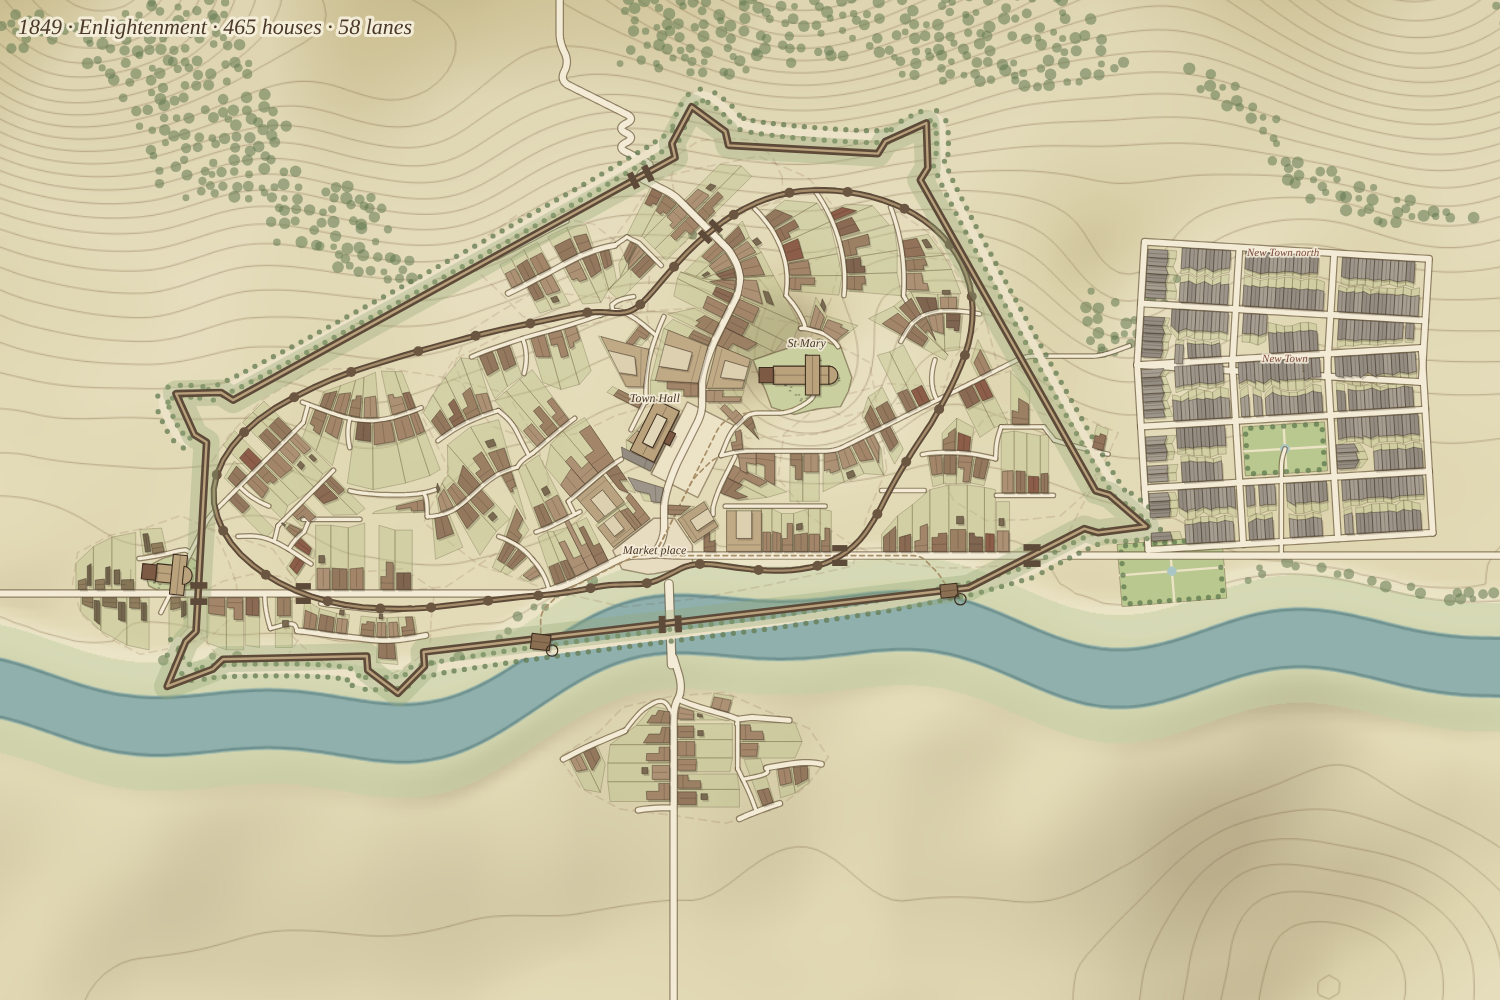 1849 · Enlightenment · 465 houses · 58 lanes
New Town north
St Mary
New Town
Town Hall
Market place